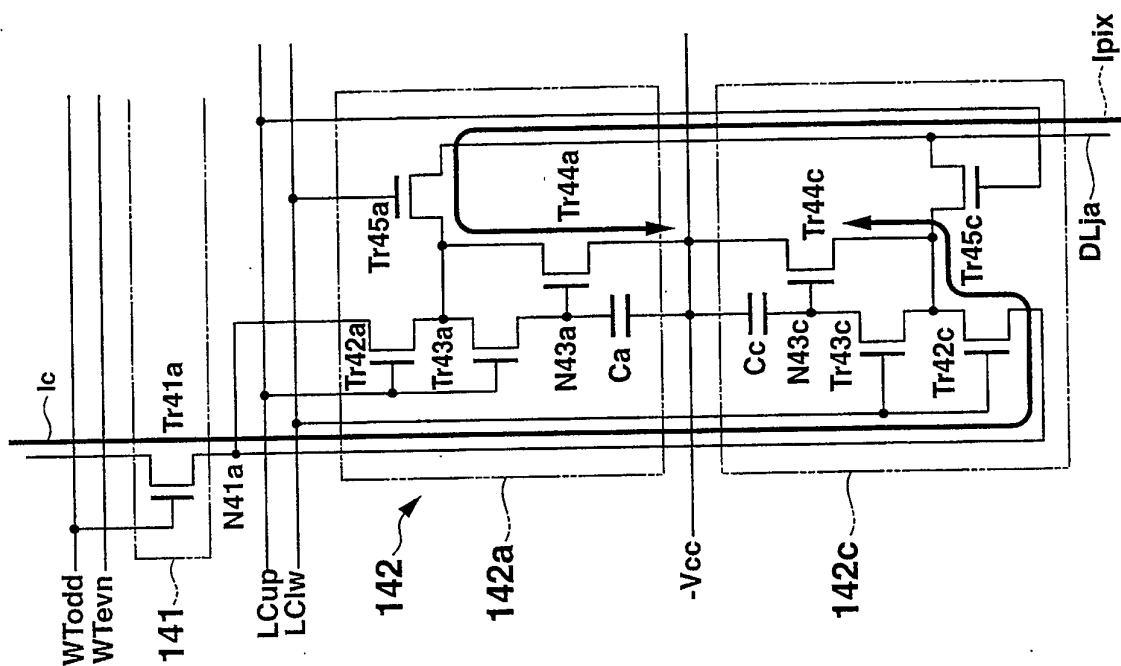 WTodd
WTevn
141
Ic
Tr41a
N41a
LCup
LClw
142
142a
Tr42a
Tr43a
N43a
Ca
Tr45a
Tr44a
-Vcc
142c
Cc
N43c
Tr43c
Tr42c
Tr44c
Tr45c
DLja
Ipix